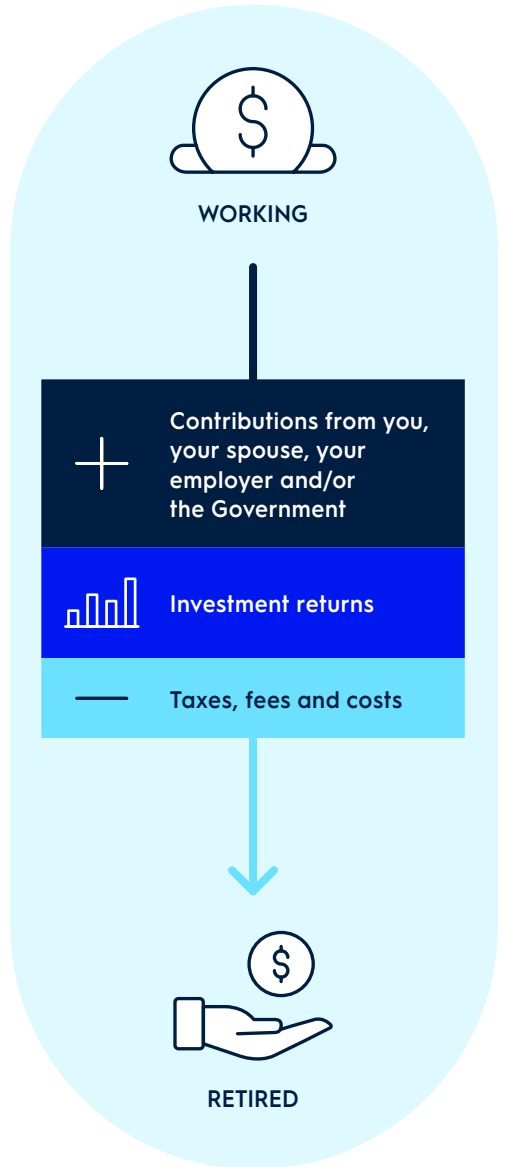 $
WORKING
Contributions from you,
your spouse, your
employer and/or
the Government
Investment returns
Taxes, fees and costs
$
RETIRED